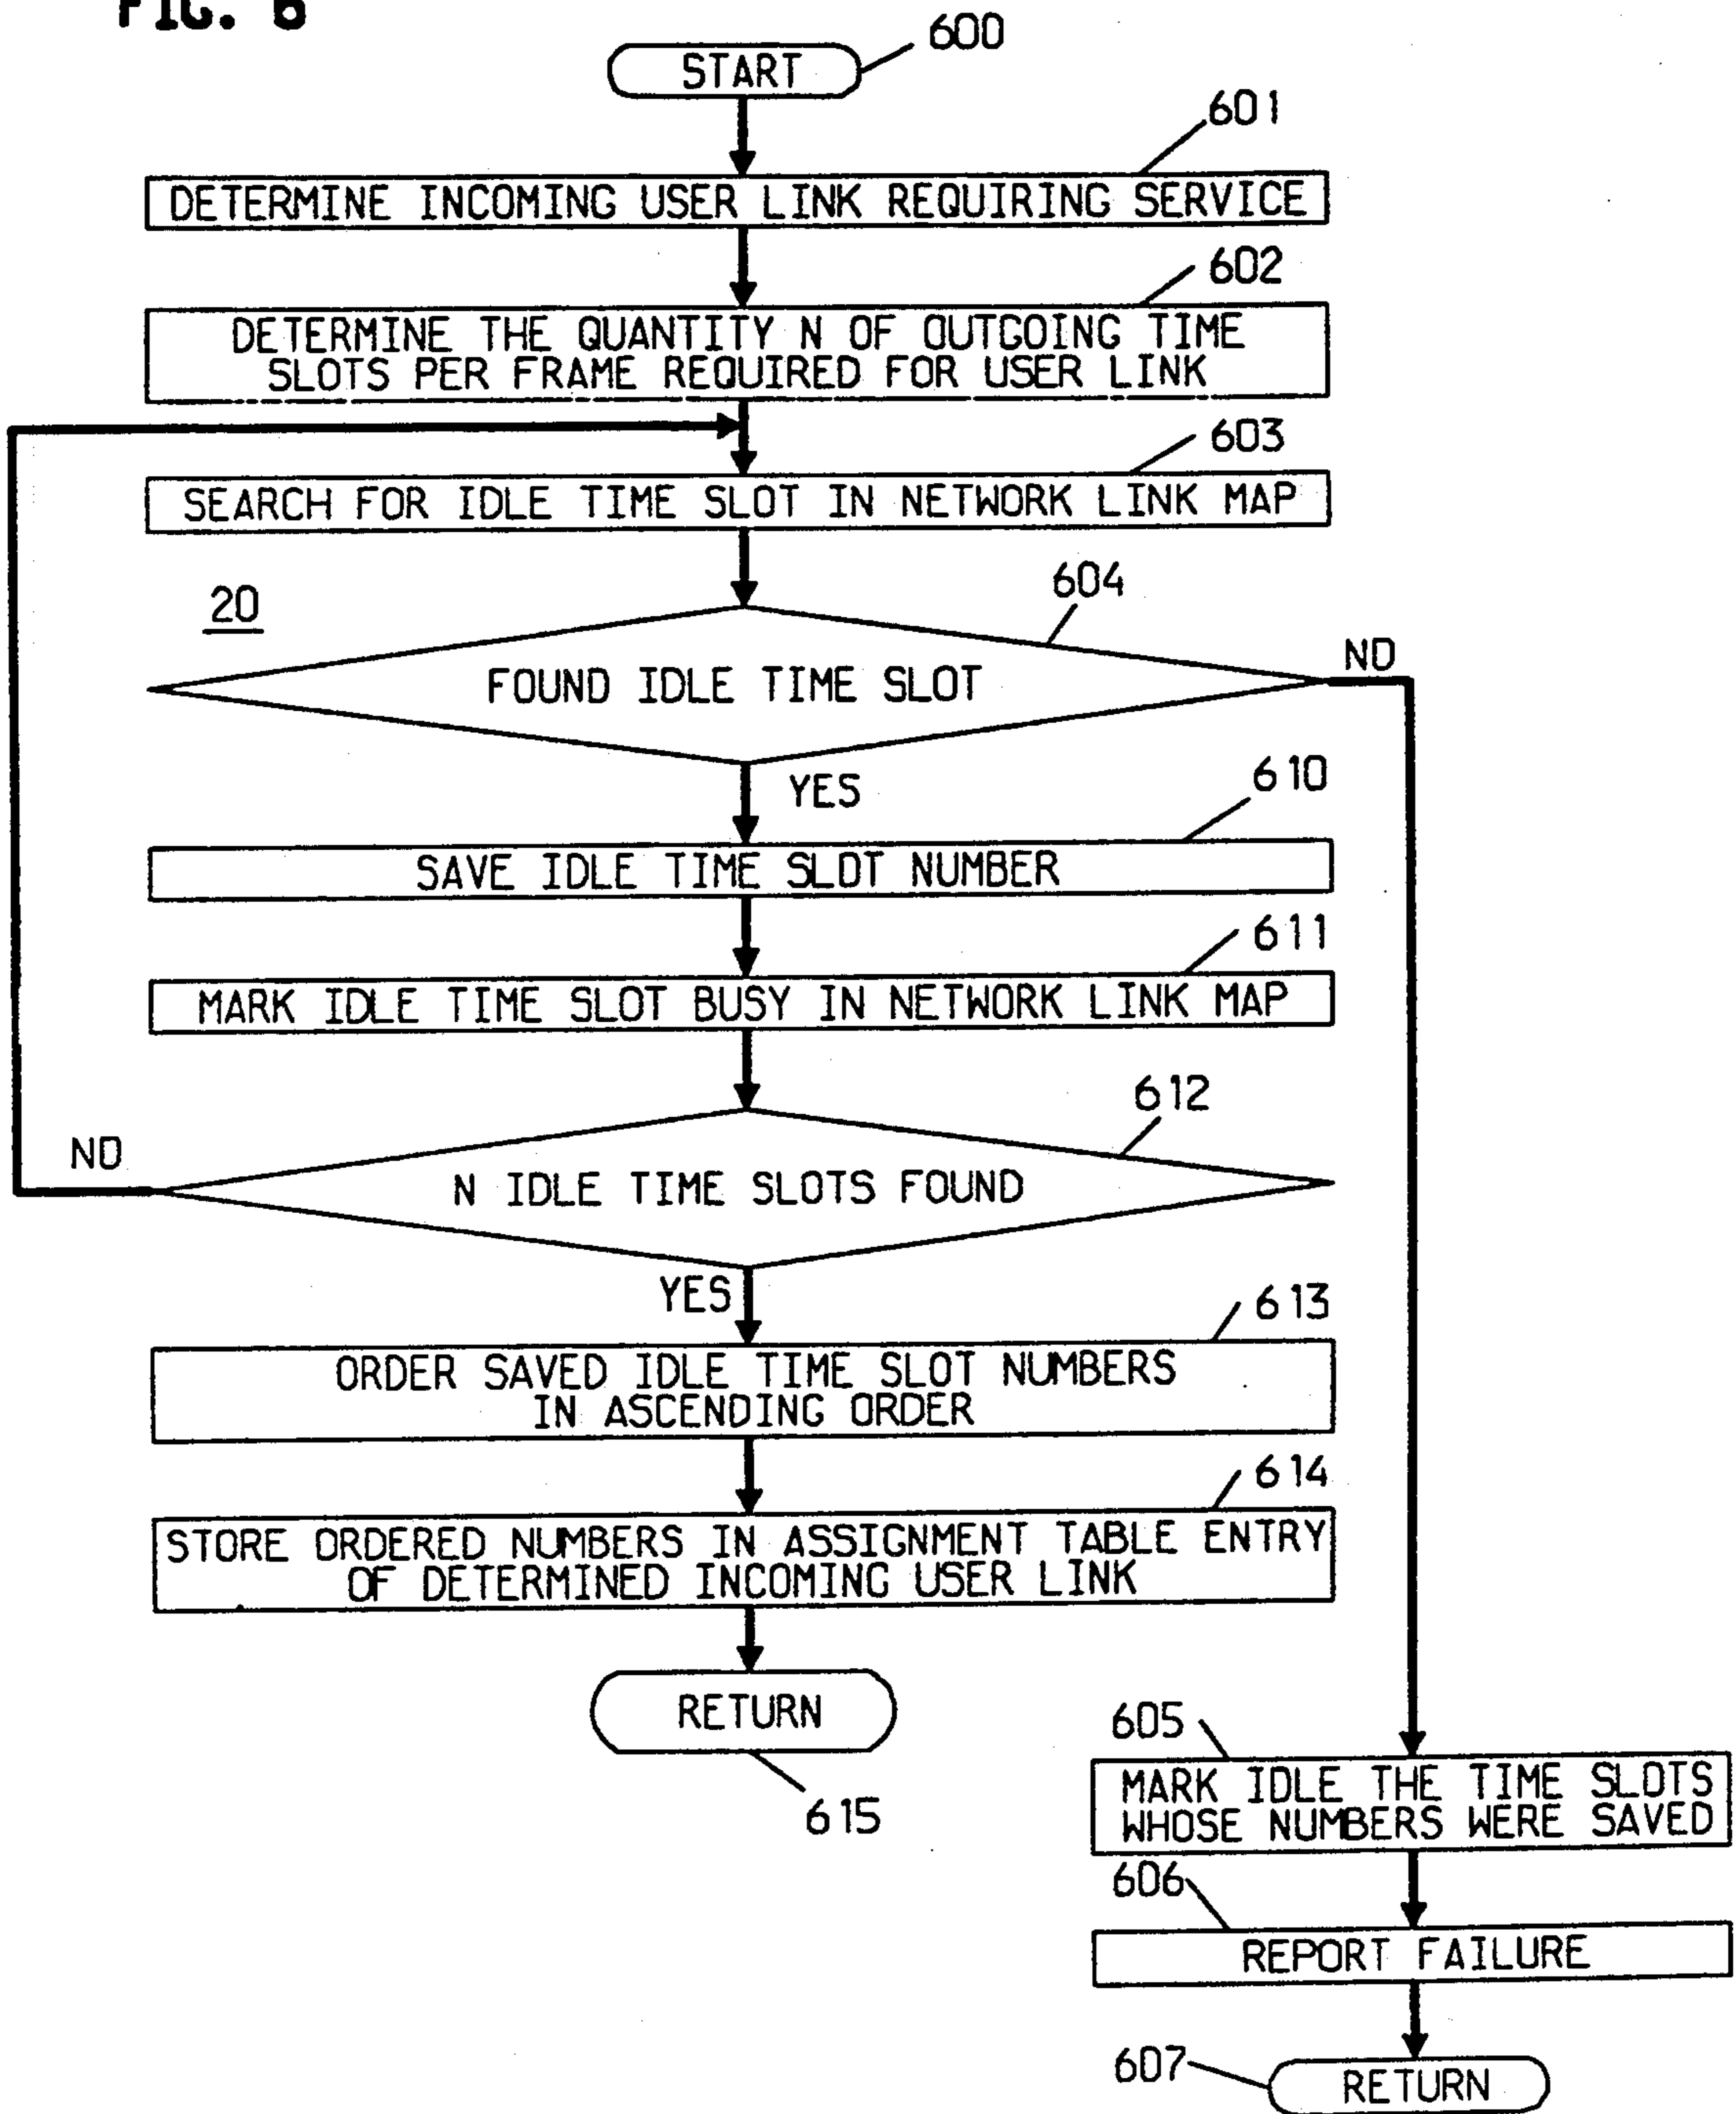 FIG. 6
START
600
601
DETERMINE INCOMING USER LINK REQUIRING SERVICE
602
DETERMINE THE QUANTITY N OF OUTGOING TIME
SLOTS PER FRAME REQUIRED FOR USER LINK
603
SEARCH FOR IDLE TIME SLOT IN NETWORK LINK MAP
20
604
FOUND IDLE TIME SLOT
NO
YES
610
SAVE IDLE TIME SLOT NUMBER
611
MARK IDLE TIME SLOT BUSY IN NETWORK LINK MAP
612
NO
N IDLE TIME SLOTS FOUND
YES
613
ORDER SAVED IDLE TIME SLOT NUMBERS
IN ASCENDING ORDER
614
STORE ORDERED NUMBERS IN ASSIGNMENT TABLE ENTRY
OF DETERMINED INCOMING USER LINK
RETURN
615
605
MARK IDLE THE TIME SLOTS
WHOSE NUMBERS WERE SAVED
606
REPORT FAILURE
607
RETURN